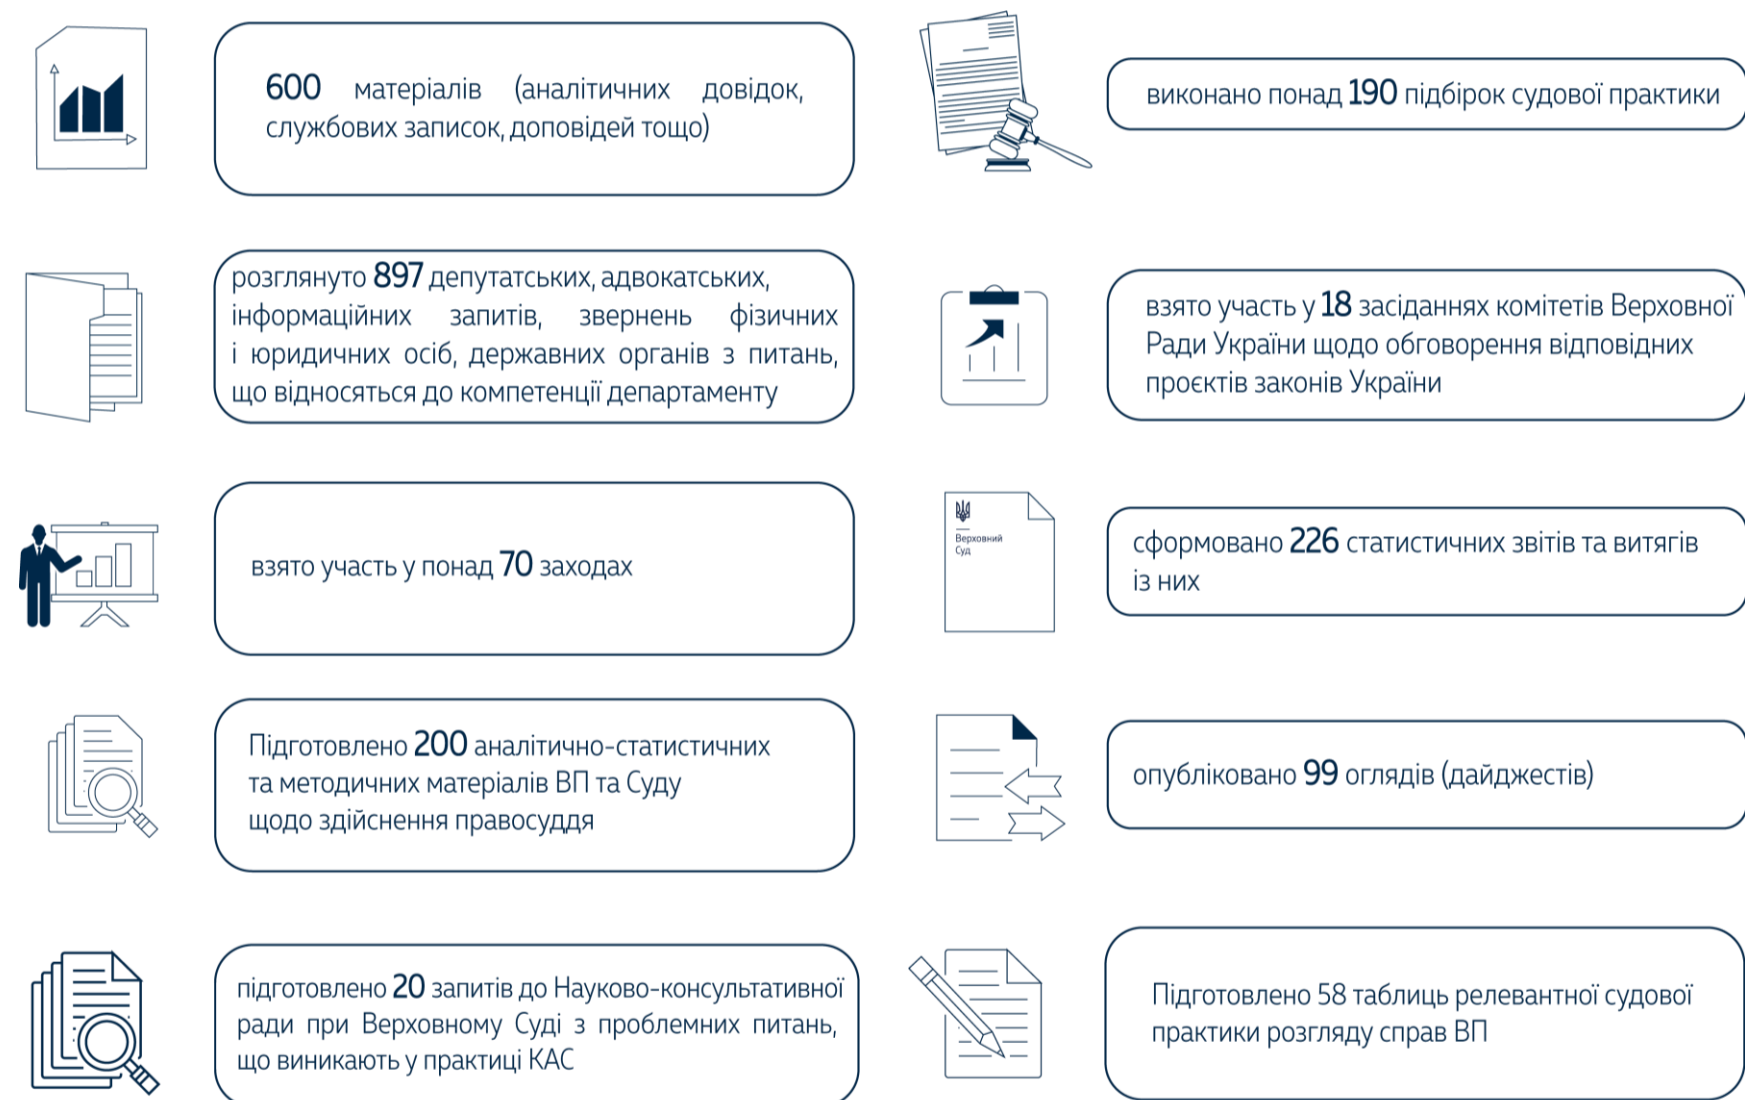 600 матеріалів (аналітичних довідок,
службових записок, доповідей тощо)
виконано понад 190 підбірок судової практики
розглянуто 897 депутатських, адвокатських,
інформаційних запитів, звернень фізичних
і юридичних осіб, державних органів з питань,
що відносяться до компетенції департаменту
взято участь у 18 засіданнях комітетів Верховної
Ради України щодо обговорення відповідних
проєктів законів України
взято участь у понад 70 заходах
Верховний
Суд
сформовано 226 статистичних звітів та витягів
із них
Підготовлено 200 аналітично-статистичних
та методичних матеріалів ВП та Суду
щодо здійснення правосуддя
опубліковано 99 оглядів (дайджестів)
підготовлено 20 запитів до Науково-консультативної
ради при Верховному Суді з проблемних питань,
що виникають у практиці КАС
Підготовлено 58 таблиць релевантної судової
практики розгляду справ ВП